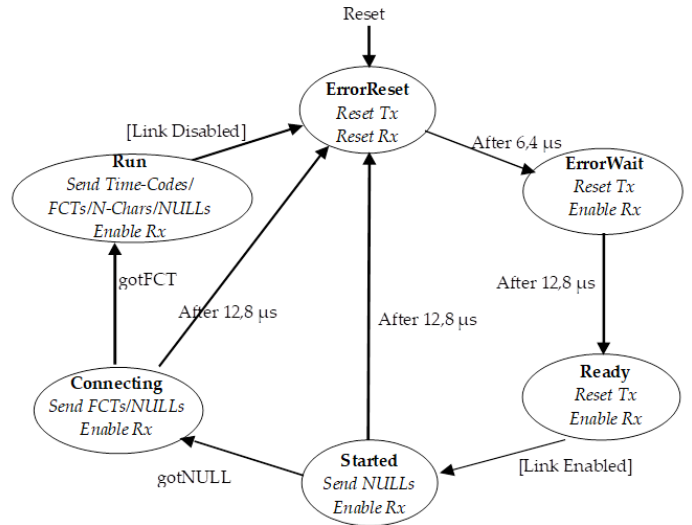 Reset
ErrorReset
Reset Tx
Reset Rx
[Link Disabled]
After 6,4 μs
Run
Send Time-Codes/
FCTs/N-Chars/NULLs
Enable Rx
ErrorWait
Reset Tx
Enable Rx
gotFCT
After 12,8 μs
After 12,8 μs
After 12,8 μs
Connecting
Send FCTs/NULLs
Enable Rx
Ready
Reset Tx
Enable Rx
gotNULL
Started
Send NULLs
Enable Rx
[Link Enabled]